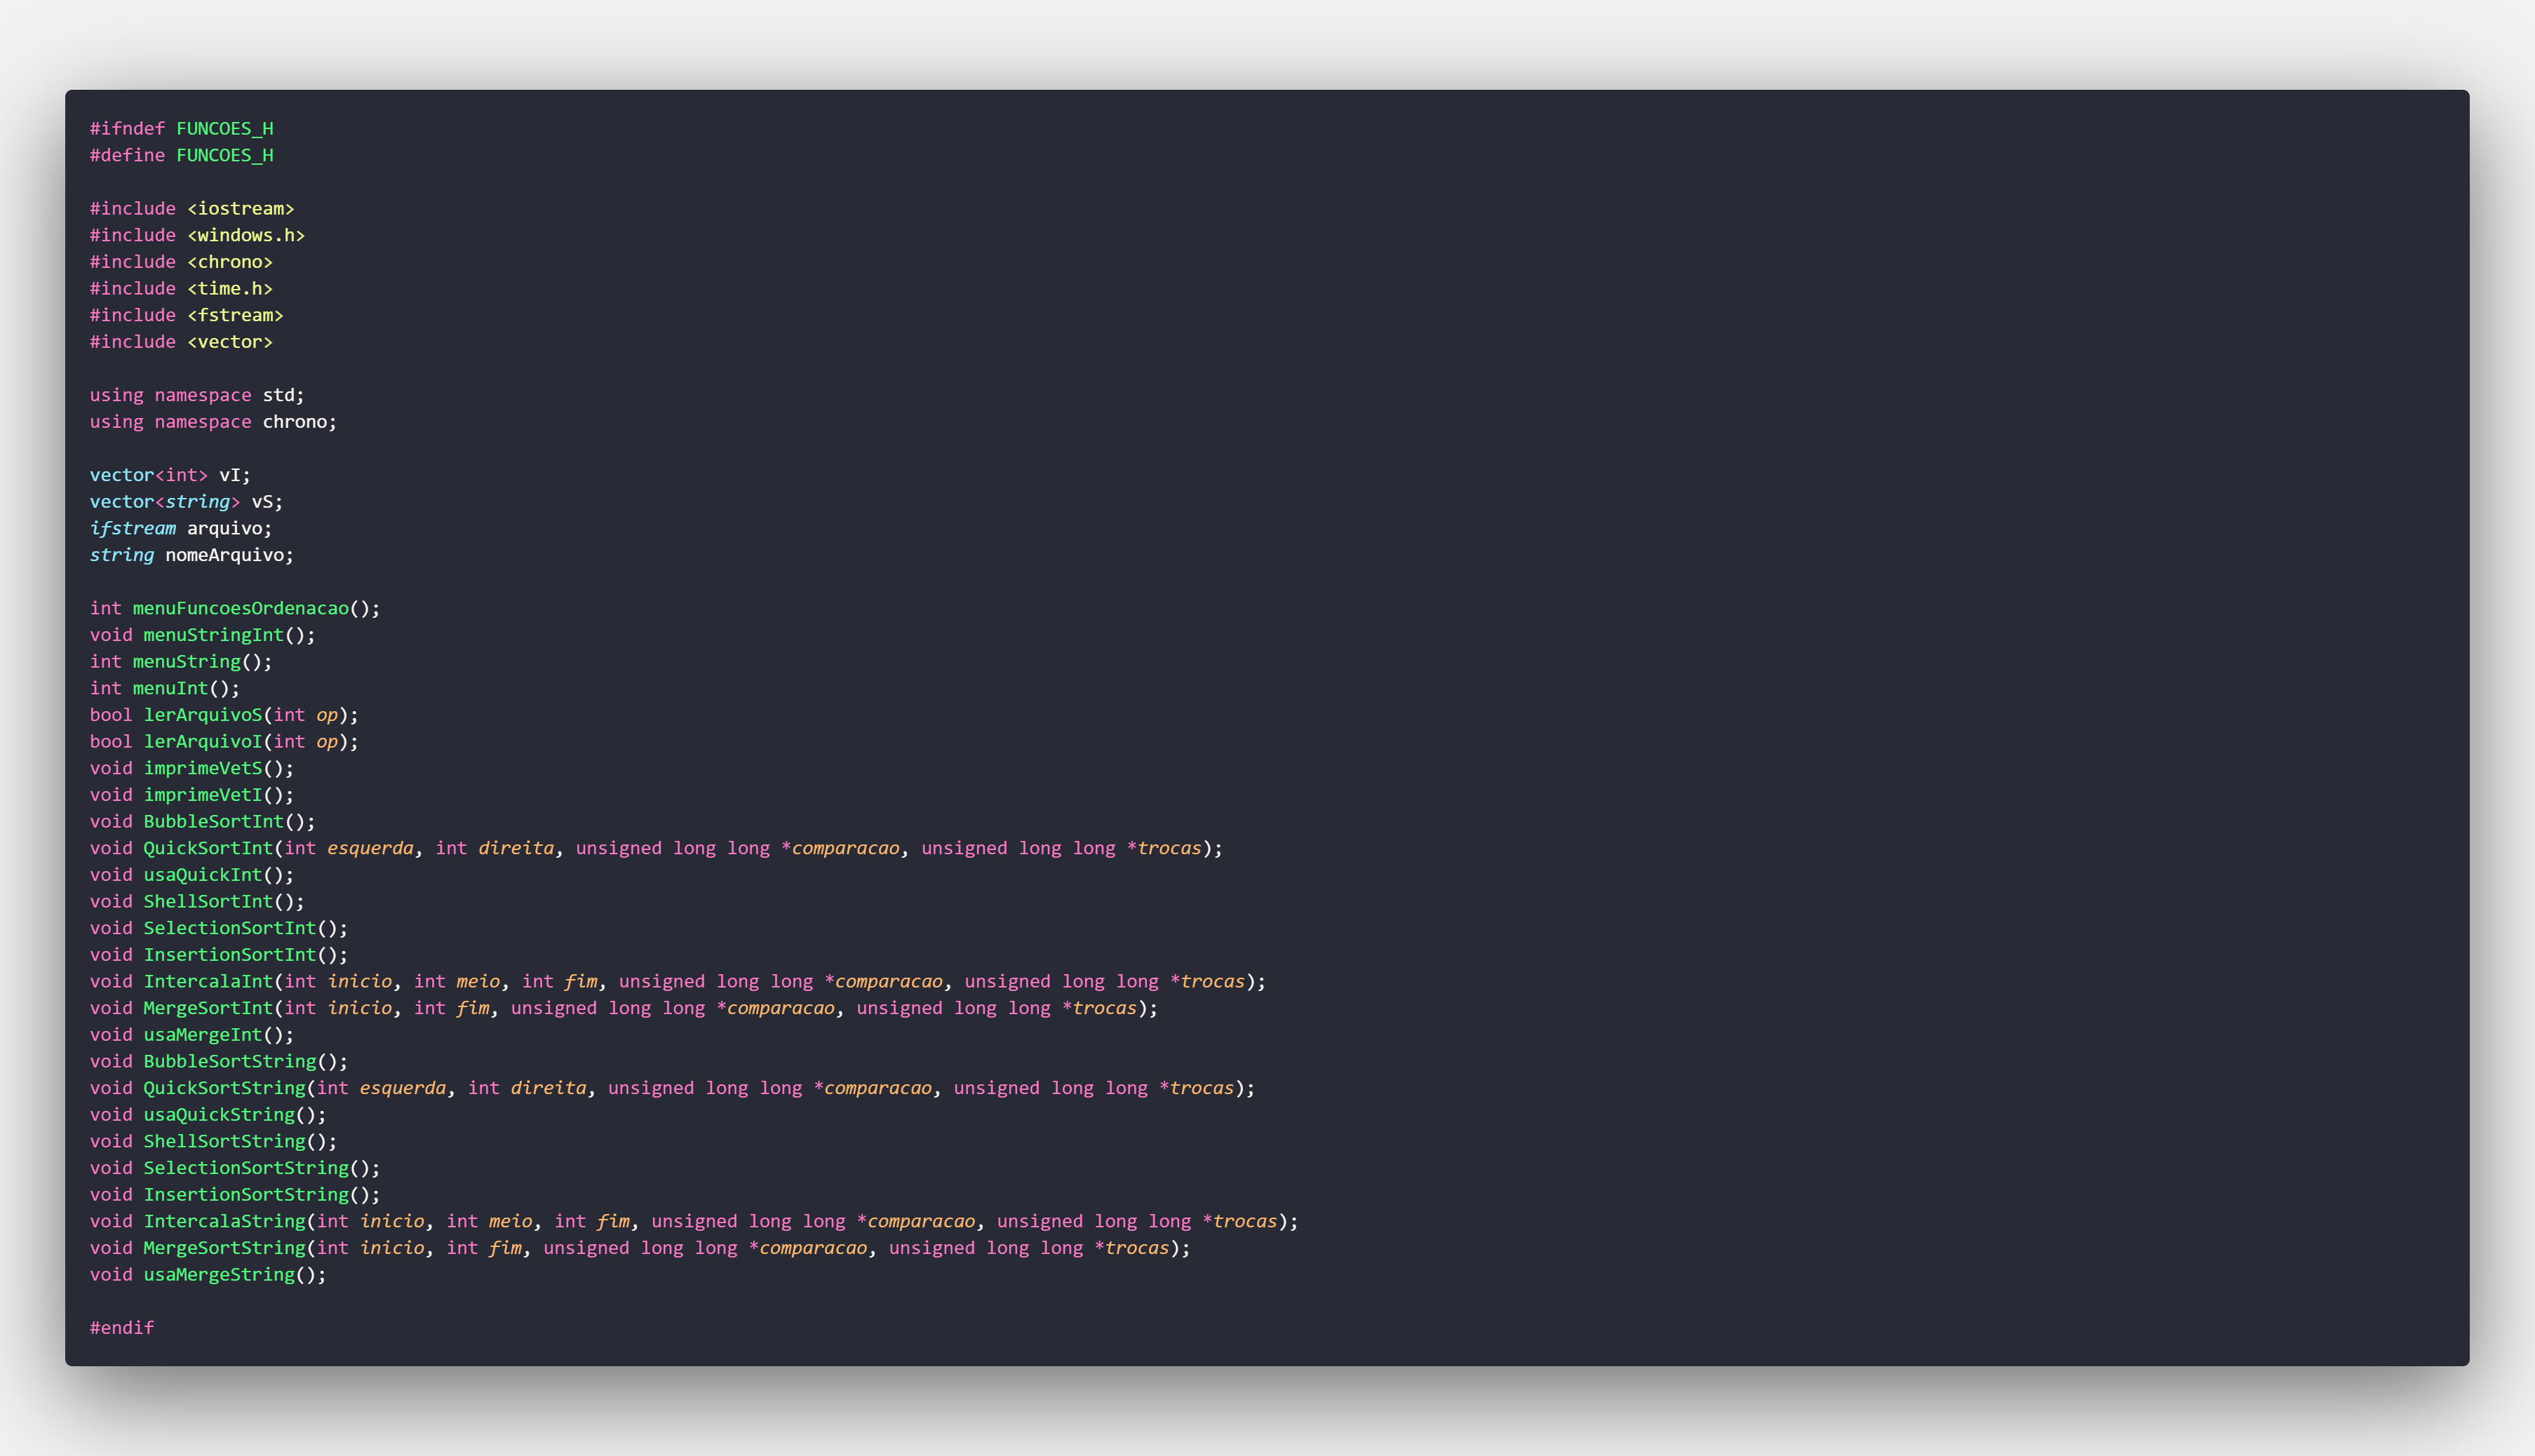 #ifndef FUNCOES_H
#define FUNCOES_H
#include <iostream>
#include <windows.h>
#include <chrono>
#include <time.h>
#include <fstream>
#include <vector>
using namespace std;
using namespace chrono;
vector<int> vI;
vector<string> vS;
ifstream arquivo;
string nomeArquivo;
int menuFuncoesOrdenacao();
void menuStringInt();
int menuString();
int menuInt();
bool lerArquivoS(int op);
bool lerArquivoI(int op);
void imprimeVetS();
void imprimeVetI();
void BubbleSortInt();
void QuickSortInt(int esquerda, int direita, unsigned long long *comparacao, unsigned long long *trocas);
void usaQuickInt();
void ShellSortInt();
void SelectionSortInt();
void InsertionSortInt();
void IntercalaInt(int inicio, int meio, int fim, unsigned long long *comparacao, unsigned long long *trocas);
void MergeSortInt(int inicio, int fim, unsigned long long *comparacao, unsigned long long *trocas);
void usaMergeInt();
void BubbleSortString();
void QuickSortString(int esquerda, int direita, unsigned long long *comparacao, unsigned long long *trocas);
void usaQuickString();
void ShellSortString();
void SelectionSortString();
void InsertionSortString();
void IntercalaString(int inicio, int meio, int fim, unsigned long long *comparacao, unsigned long long *trocas);
void MergeSortString(int inicio, int fim, unsigned long long *comparacao, unsigned long long *trocas);
void usaMergeString();
#endif